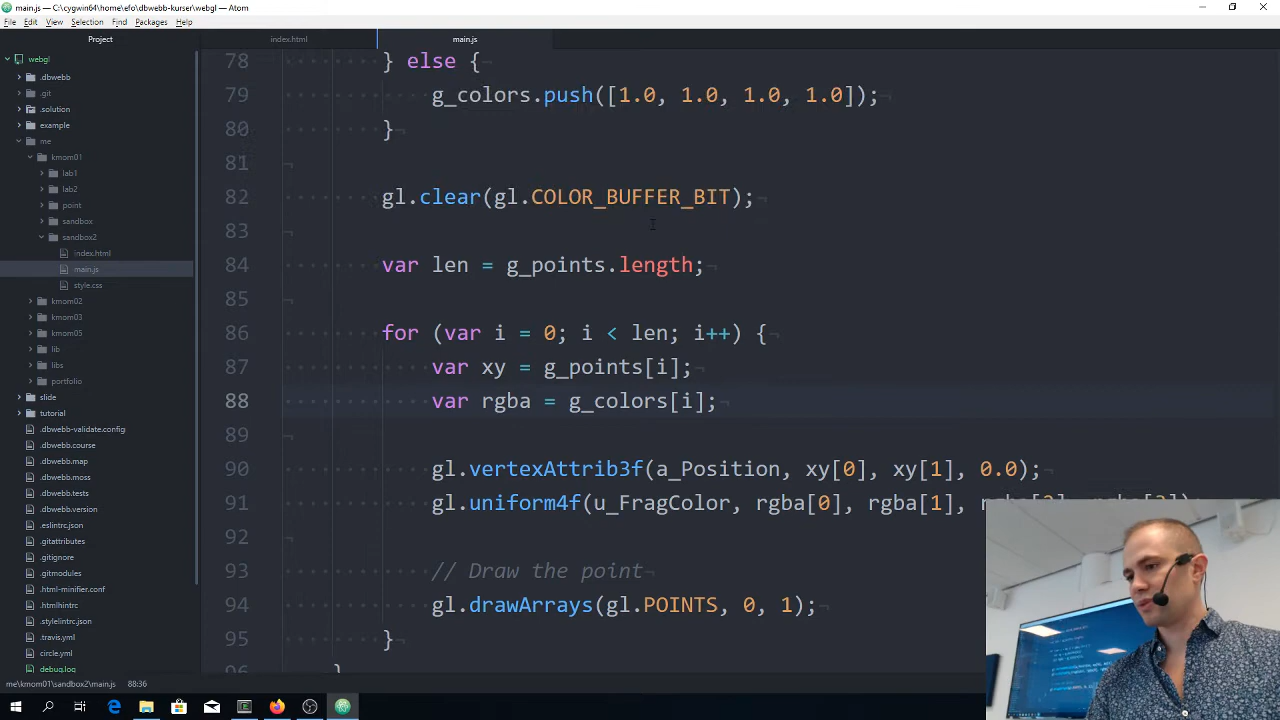 main.js — C:\cygwin64\home\efo\dbwebb-kurser\webgl — Atom
File Edit View Selection Find Packages Help
Project
index.html
main.js
webgl
.dbwebb
.git
.solution
example
me
kmom01
lab1
lab2
point
sandbox
sandbox2
index.html
main.js
style.css
kmom02
kmom03
kmom05
lib
libs
portfolio
slide
tutorial
.dbwebb-validate.config
.dbwebb.course
.dbwebb.map
.dbwebb.moss
.dbwebb.tests
.dbwebb.version
.eslintrc.json
.gitattributes
.gitignore
.gitmodules
.html-minifier.conf
.htmlhintrc
.stylelintrc.json
.travis.yml
circle.yml
debug.log
78 } else {
79 g_colors.push([1.0, 1.0, 1.0, 1.0]);
80 }
81
82 gl.clear(gl.COLOR_BUFFER_BIT);
83
84 var len = g_points.length;
85
86 for (var i = 0; i < len; i++) {
87 var xy = g_points[i];
88 var rgba = g_colors[i];
89
90 gl.vertexAttrib3f(a_Position, xy[0], xy[1], 0.0);
91 gl.uniform4f(u_FragColor, rgba[0], rgba[1],
92
93 // Draw the point
94 gl.drawArrays(gl.POINTS, 0, 1);
95 }
96 }
me\kmom01\sandbox2\main.js 88:36